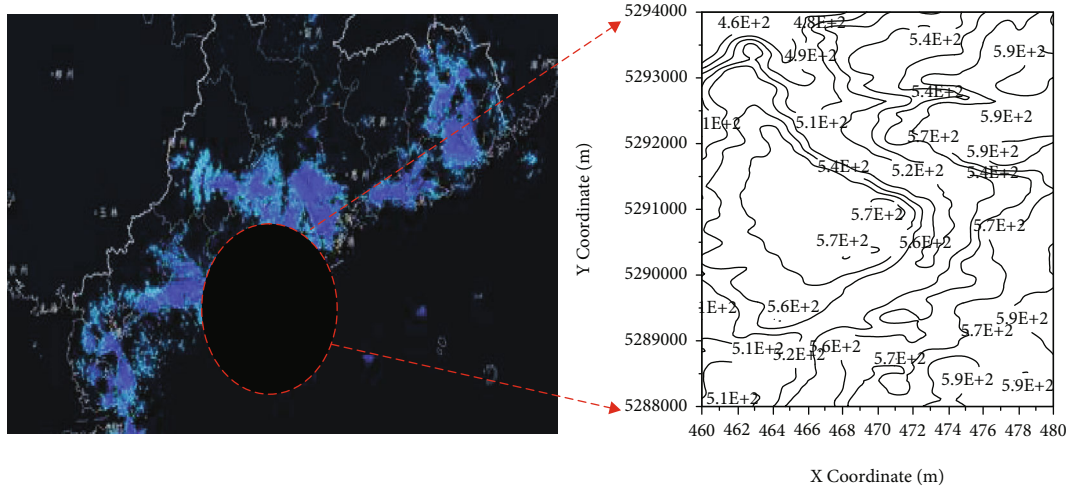 5294000
5293000
5292000
5291000
5290000
5289000
5288000
Y Coordinate (m)
4.6E+2
4.8E+2
5.4E+2
4.9E+2
5.9E+2
5.4E+2
1E+2
5.1E+2
5.9E+2
5.7E+2
5.9E+2
5.4E+2
5.2E+2
5.4E+2
5.7E+2
5.7E+2
5.7E+2
5.6E+2
1E+2
5.6E+2
5.9E+2
5.7E+2
5.1E+2
5.2E+2
5.6E+2
5.7E+2
5.9E+2
5.9E+2
5.1E+2
460 462 464 466 468 470 472 474 476 478 480
X Coordinate (m)